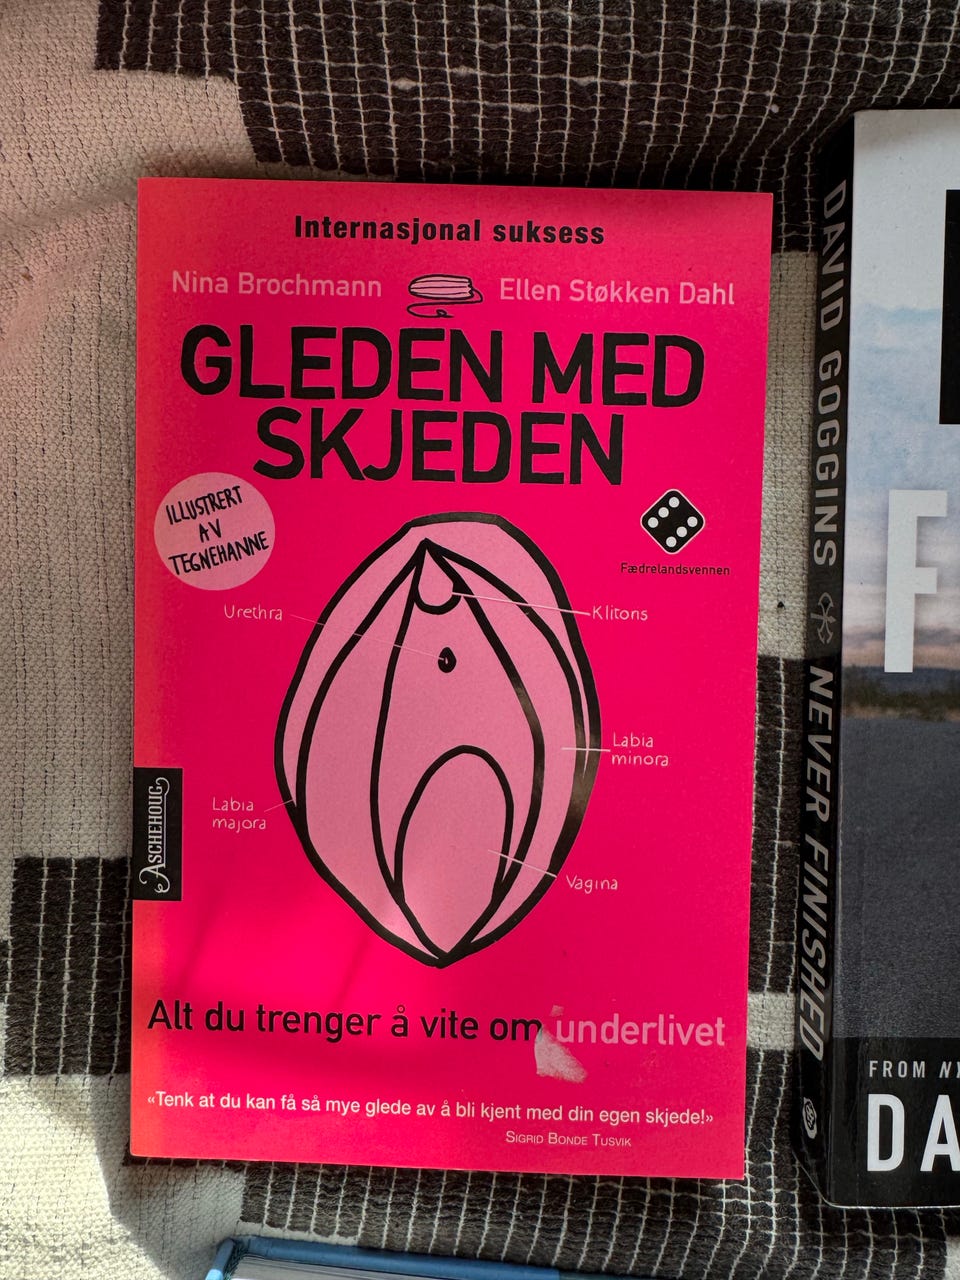 Internasjonal suksess
Nina Brochmann
Ellen Støkken Dahl
GLEDEN MED
SKJEDEN
ILLUSTRERT
AV
TEGNEHANNE
Fædrelandsvennen
Urethra
Klitoris
Labia
minora
Labia
majora
Vagina
ASCHEHOUG
Alt du trenger å vite om underlivet
«Tenk at du kan få så mye glede av å bli kjent med din egen skjede!»
SIGRID BONDE TUSVIK
DAVID GOGGINS NEVER FINISHED
F
FROM
DA